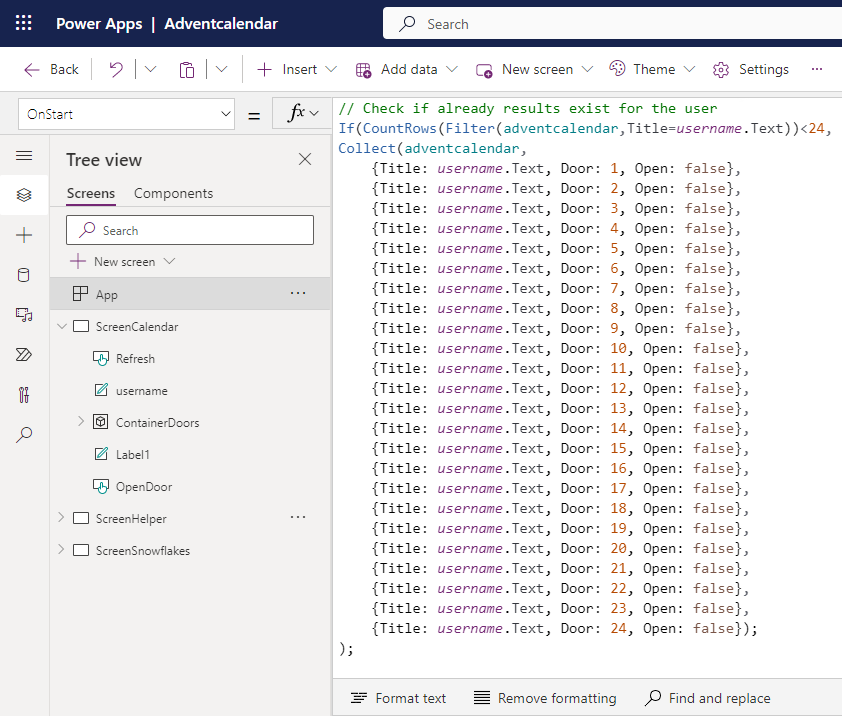 Power Apps | Adventcalendar
Search
Back
Insert
Add data
New screen
Theme
Settings
...
OnStart
=
fx
Tree view
Screens
Components
Search
New screen
App
...
ScreenCalendar
Refresh
username
ContainerDoors
Label1
OpenDoor
ScreenHelper
...
ScreenSnowflakes
// Check if already results exist for the user
If(CountRows(Filter(adventcalendar,Title=username.Text))<24,
Collect(adventcalendar,
{Title: username.Text, Door: 1, Open: false},
{Title: username.Text, Door: 2, Open: false},
{Title: username.Text, Door: 3, Open: false},
{Title: username.Text, Door: 4, Open: false},
{Title: username.Text, Door: 5, Open: false},
{Title: username.Text, Door: 6, Open: false},
{Title: username.Text, Door: 7, Open: false},
{Title: username.Text, Door: 8, Open: false},
{Title: username.Text, Door: 9, Open: false},
{Title: username.Text, Door: 10, Open: false},
{Title: username.Text, Door: 11, Open: false},
{Title: username.Text, Door: 12, Open: false},
{Title: username.Text, Door: 13, Open: false},
{Title: username.Text, Door: 14, Open: false},
{Title: username.Text, Door: 15, Open: false},
{Title: username.Text, Door: 16, Open: false},
{Title: username.Text, Door: 17, Open: false},
{Title: username.Text, Door: 18, Open: false},
{Title: username.Text, Door: 19, Open: false},
{Title: username.Text, Door: 20, Open: false},
{Title: username.Text, Door: 21, Open: false},
{Title: username.Text, Door: 22, Open: false},
{Title: username.Text, Door: 23, Open: false},
{Title: username.Text, Door: 24, Open: false});
);
Format text
Remove formatting
Find and replace